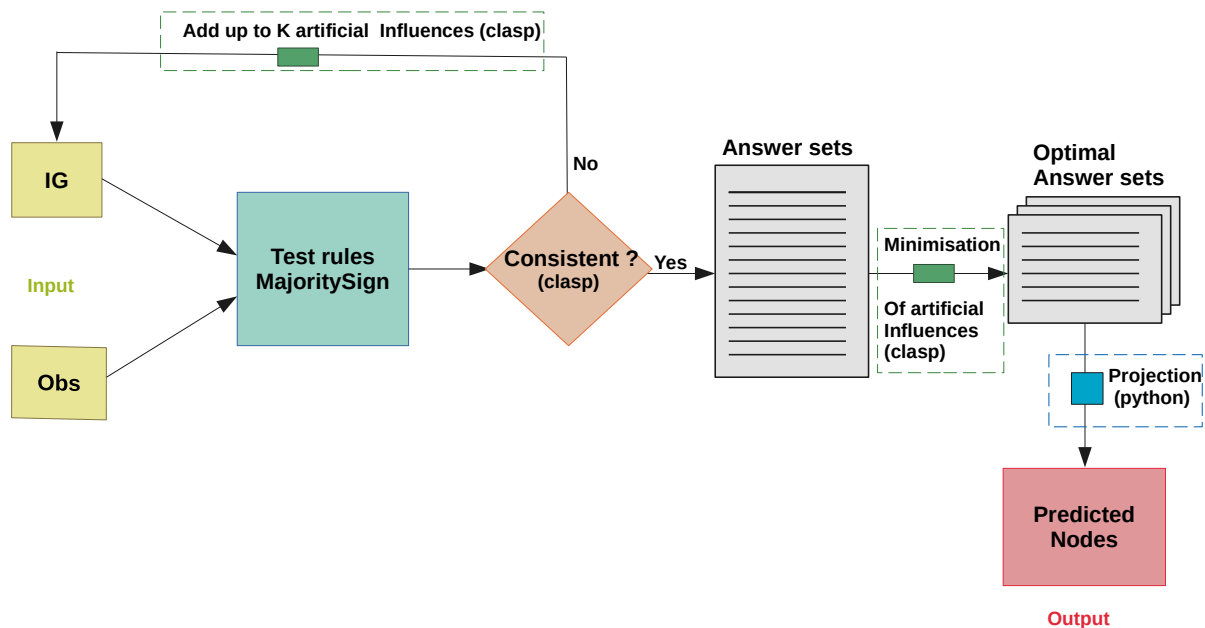 Add up to K artificial Influences (clasp)
No
IG
Input
Obs
Test rules
MajoritySign
Consistent ?
(clasp)
Yes
Answer sets
Minimisation
Of artificial
Influences
(clasp)
Optimal
Answer sets
Projection
(python)
Predicted
Nodes
Output